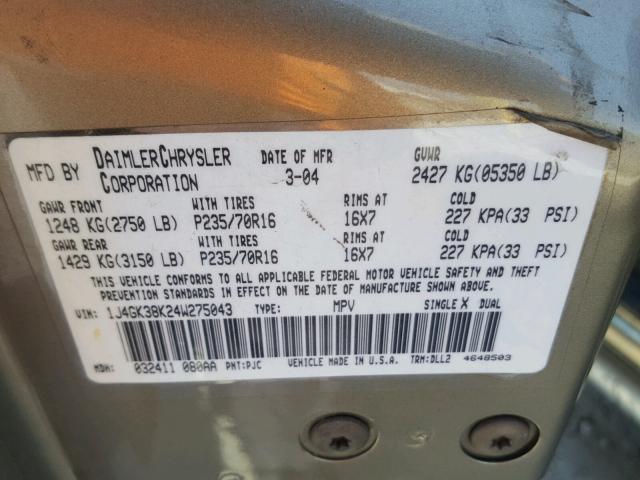 MFD BY DAIMLERCHRYSLER CORPORATION DATE OF MFR 3-04 GVWR 2427 KG(05350 LB)
GAWR FRONT WITH TIRES RIMS AT COLD
1248 KG(2750 LB) P235/70R16 16X7 227 KPA(33 PSI)
GAWR REAR WITH TIRES RIMS AT COLD
1429 KG(3150 LB) P235/70R16 16X7 227 KPA(33 PSI)
THIS VEHICLE CONFORMS TO ALL APPLICABLE FEDERAL MOTOR VEHICLE SAFETY AND THEFT
PREVENTION STANDARDS IN EFFECT ON THE DATE OF MANUFACTURE SHOWN ABOVE.
VIN: 1J4GK38K24W275043 TYPE: MPV SINGLE X DUAL
MDH: 032411 080AA PNT:PJC VEHICLE MADE IN U.S.A. TRM:DLL2 4648503